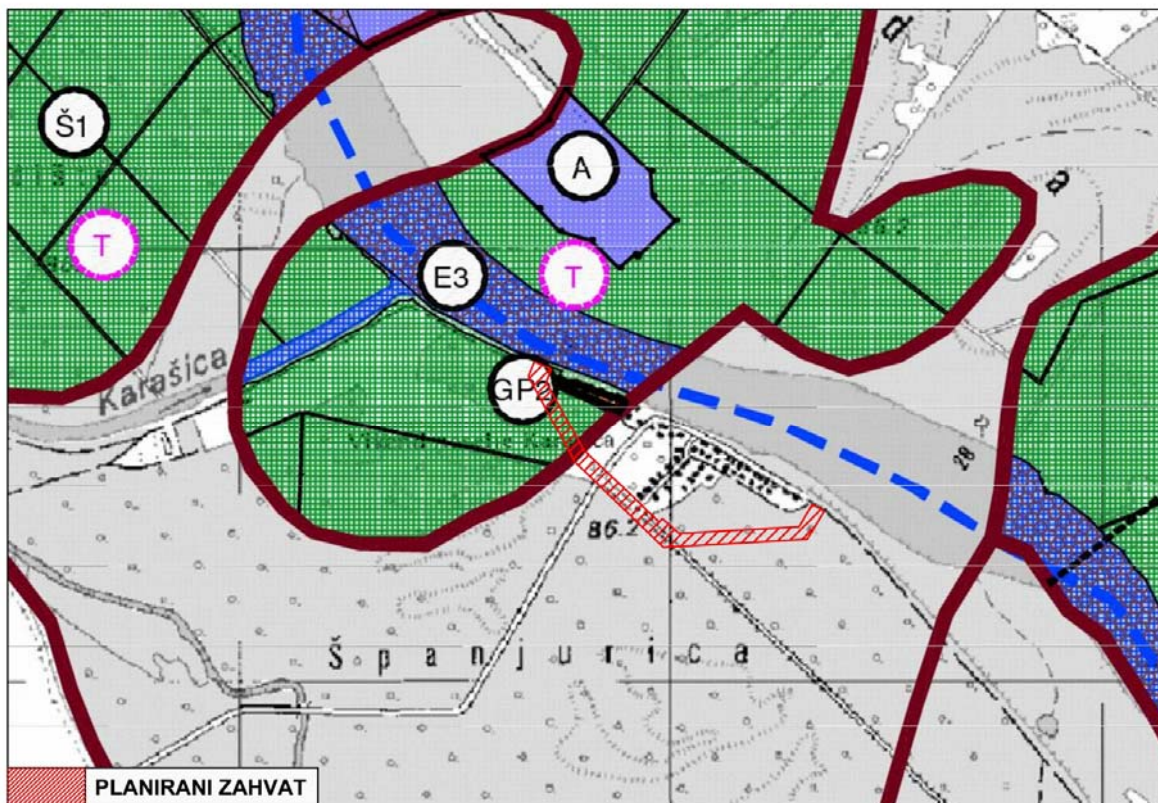 Š1
A
T
E3
T
Karašica
GP2
28
86.2
Španjurica
PLANIRANI ZAHVAT